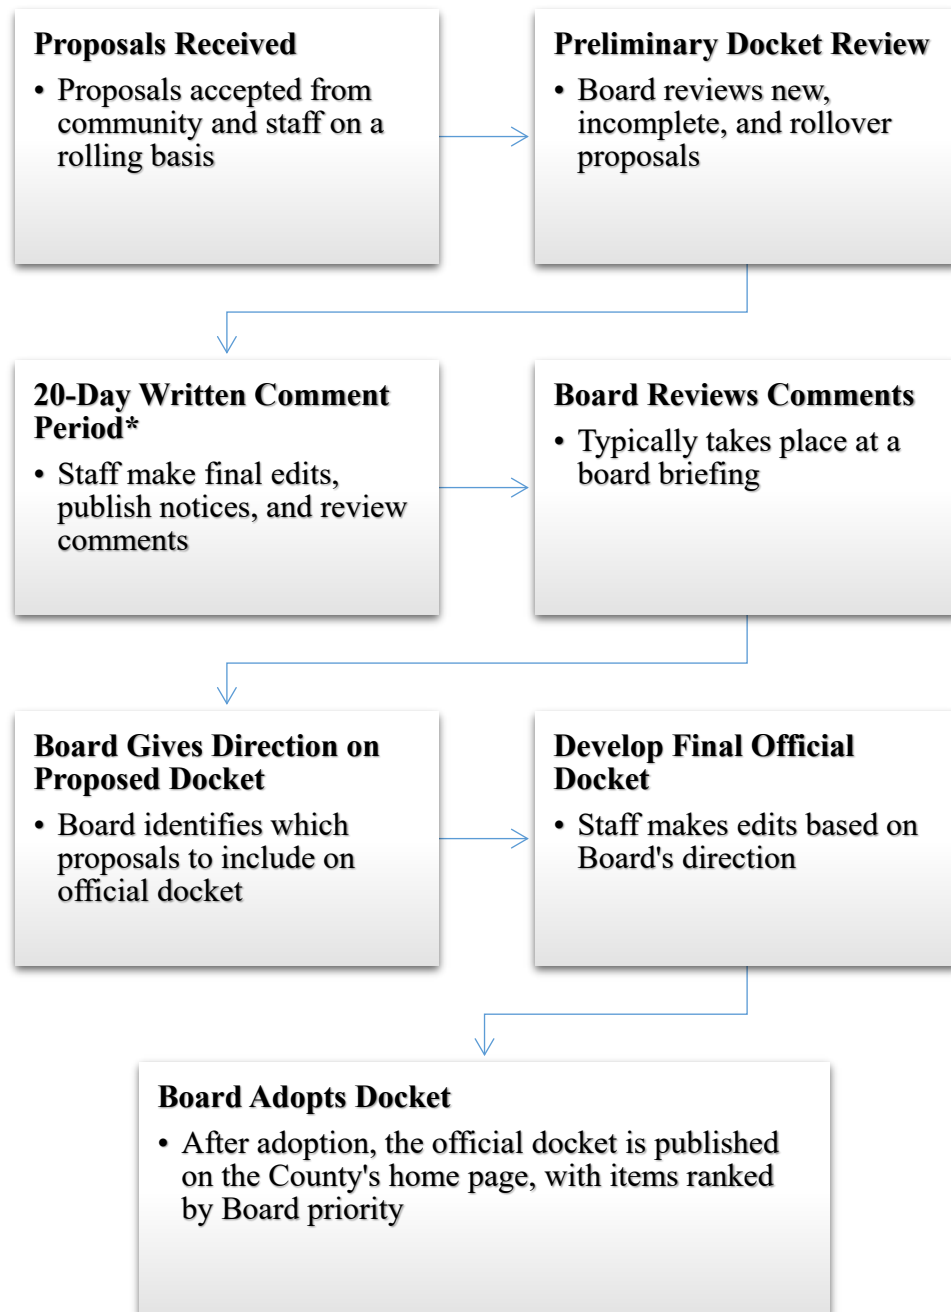 Proposals Received
• Proposals accepted from
community and staff on a
rolling basis
Preliminary Docket Review
• Board reviews new,
incomplete, and rollover
proposals
20-Day Written Comment
Period*
• Staff make final edits,
publish notices, and review
comments
Board Reviews Comments
• Typically takes place at a
board briefing
Board Gives Direction on
Proposed Docket
• Board identifies which
proposals to include on
official docket
Develop Final Official
Docket
• Staff makes edits based on
Board's direction
Board Adopts Docket
• After adoption, the official docket is published
on the County's home page, with items ranked
by Board priority